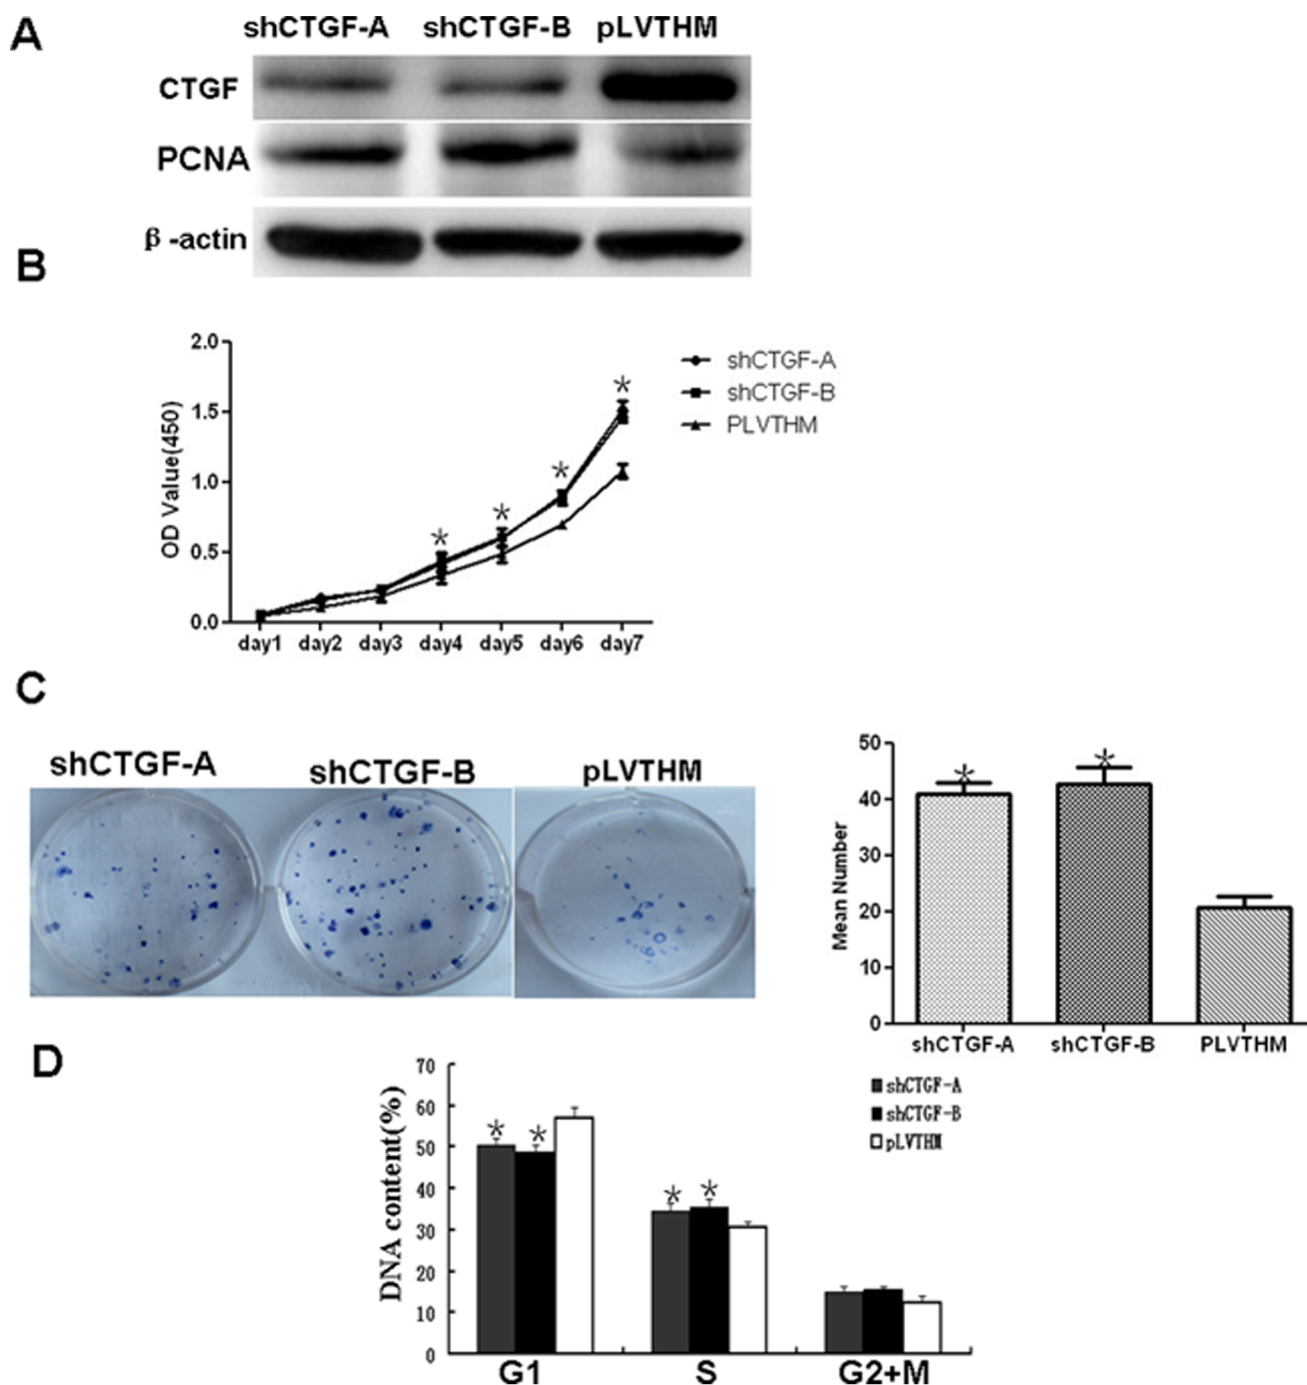 A
shCTGF-A shCTGF-B pLVTHM
CTGF
PCNA
β-actin
B
2.0
1.5
1.0
0.5
0.0
OD Value(450)
* * * *
day1 day2 day3 day4 day5 day6 day7
shCTGF-A
shCTGF-B
PLVTHM
C
shCTGF-A shCTGF-B pLVTHM
50
40
30
20
10
0
Mean Number
* *
shCTGF-A shCTGF-B PLVTHM
D
70
60
50
40
30
20
10
0
DNA content(%)
* * * *
G1 S G2+M
shCTGF-A
shCTGF-B
pLVTHM